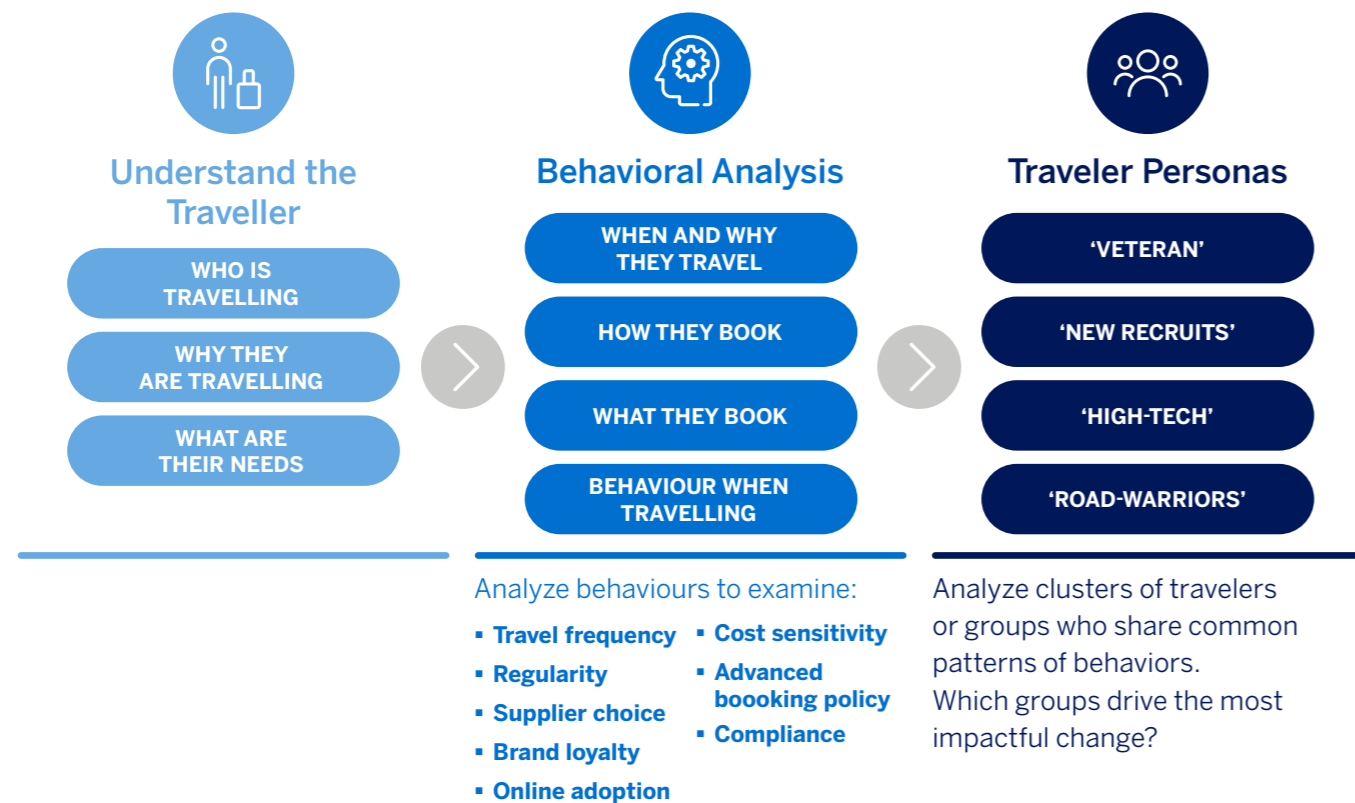 Understand the
Traveller
WHO IS
TRAVELLING
WHY THEY
ARE TRAVELLING
WHAT ARE
THEIR NEEDS
Behavioral Analysis
WHEN AND WHY
THEY TRAVEL
HOW THEY BOOK
WHAT THEY BOOK
BEHAVIOUR WHEN
TRAVELLING
Analyze behaviours to examine:
▪ Travel frequency
▪ Regularity
▪ Supplier choice
▪ Brand loyalty
▪ Online adoption
▪ Cost sensitivity
▪ Advanced
boooking policy
▪ Compliance
Traveler Personas
‘VETERAN’
‘NEW RECRUITS’
‘HIGH-TECH’
‘ROAD-WARRIORS’
Analyze clusters of travelers
or groups who share common
patterns of behaviors.
Which groups drive the most
impactful change?